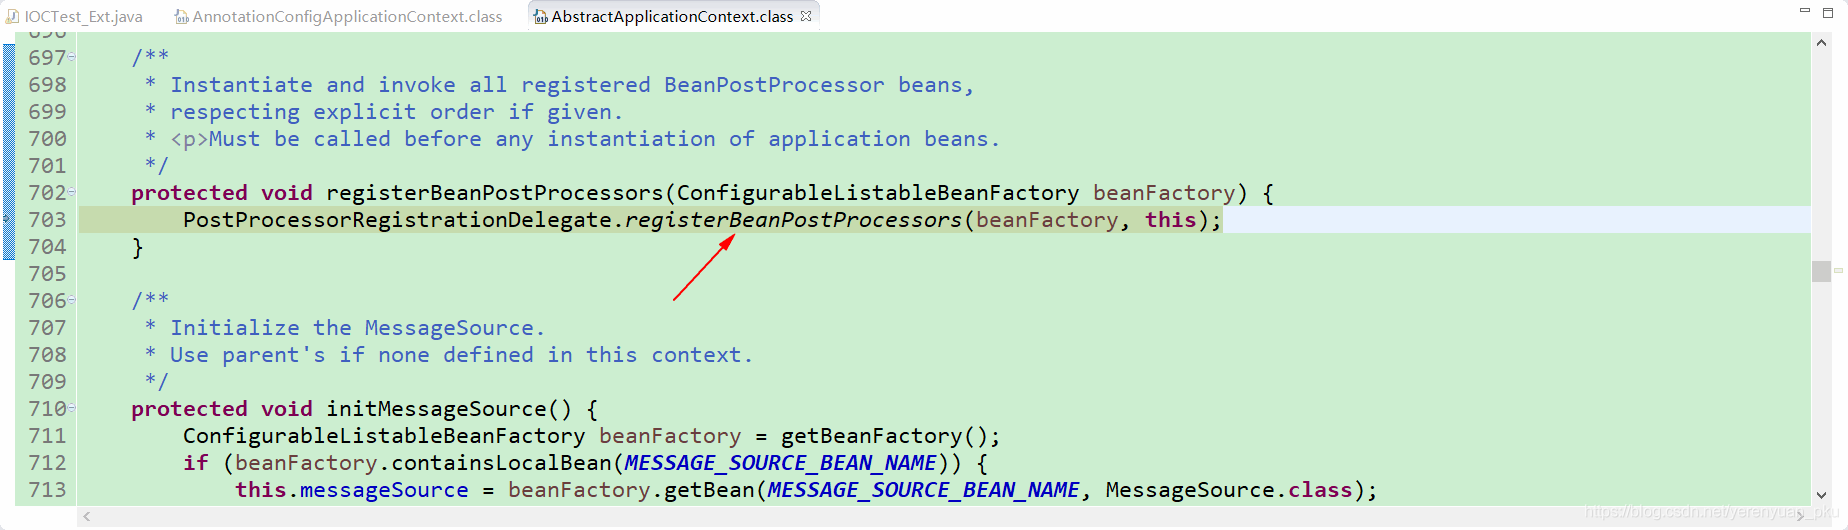 IOCTest_Ext.java AnnotationConfigApplicationContext.class AbstractApplicationContext.class
696
697 /**
698 * Instantiate and invoke all registered BeanPostProcessor beans,
699 * respecting explicit order if given.
700 * <p>Must be called before any instantiation of application beans.
701 */
702 protected void registerBeanPostProcessors(ConfigurableListableBeanFactory beanFactory) {
703 PostProcessorRegistrationDelegate.registerBeanPostProcessors(beanFactory, this);
704 }
705
706 /**
707 * Initialize the MessageSource.
708 * Use parent's if none defined in this context.
709 */
710 protected void initMessageSource() {
711 ConfigurableListableBeanFactory beanFactory = getBeanFactory();
712 if (beanFactory.containsLocalBean(MESSAGE_SOURCE_BEAN_NAME)) {
713 this.messageSource = beanFactory.getBean(MESSAGE_SOURCE_BEAN_NAME, MessageSource.class);
https://blog.csdn.net/yerenyuan_pku